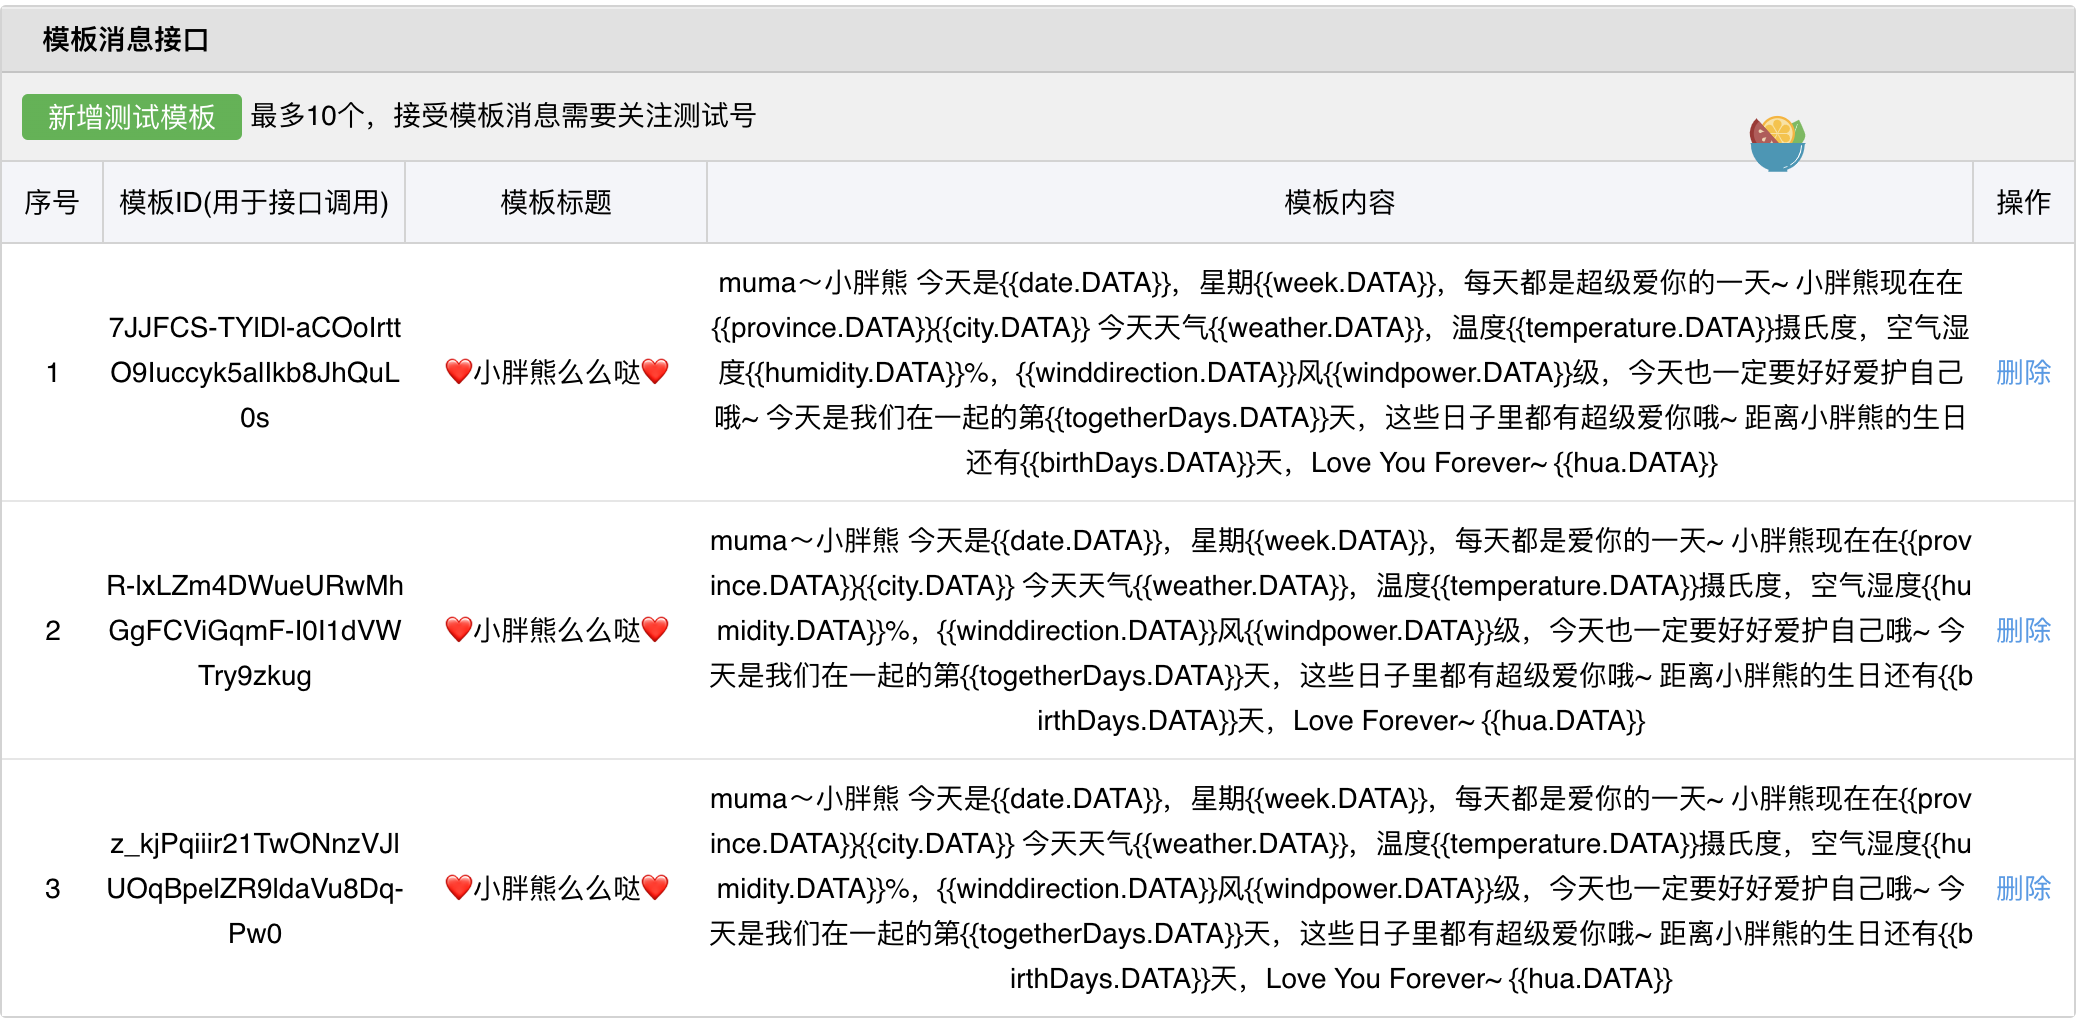 模板消息接口
新增测试模板 最多10个，接受模板消息需要关注测试号
序号 模板ID(用于接口调用) 模板标题 模板内容 操作
1
7JJFCS-TYlDl-aCOoIrtt
O9Iuccyk5alIkb8JhQuL
0s
❤️小胖熊么么哒❤️
muma～小胖熊 今天是{{date.DATA}}，星期{{week.DATA}}，每天都是超级爱你的一天~ 小胖熊现在在
{{province.DATA}}{{city.DATA}} 今天天气{{weather.DATA}}，温度{{temperature.DATA}}摄氏度，空气湿
度{{humidity.DATA}}%，{{winddirection.DATA}}风{{windpower.DATA}}级，今天也一定要好好爱护自己
哦~ 今天是我们在一起的第{{togetherDays.DATA}}天，这些日子里都有超级爱你哦~ 距离小胖熊的生日
还有{{birthDays.DATA}}天，Love You Forever~ {{hua.DATA}}
删除
2
R-lxLZm4DWueURwMh
GgFCViGqmF-I0I1dVW
Try9zkug
❤️小胖熊么么哒❤️
muma～小胖熊 今天是{{date.DATA}}，星期{{week.DATA}}，每天都是爱你的一天~ 小胖熊现在在{{prov
ince.DATA}}{{city.DATA}} 今天天气{{weather.DATA}}，温度{{temperature.DATA}}摄氏度，空气湿度{{hu
midity.DATA}}%，{{winddirection.DATA}}风{{windpower.DATA}}级，今天也一定要好好爱护自己哦~ 今
天是我们在一起的第{{togetherDays.DATA}}天，这些日子里都有超级爱你哦~ 距离小胖熊的生日还有{{b
irthDays.DATA}}天，Love Forever~ {{hua.DATA}}
删除
3
z_kjPqiiir21TwONnzVJl
UOqBpelZR9ldaVu8Dq-
Pw0
❤️小胖熊么么哒❤️
muma～小胖熊 今天是{{date.DATA}}，星期{{week.DATA}}，每天都是爱你的一天~ 小胖熊现在在{{prov
ince.DATA}}{{city.DATA}} 今天天气{{weather.DATA}}，温度{{temperature.DATA}}摄氏度，空气湿度{{hu
midity.DATA}}%，{{winddirection.DATA}}风{{windpower.DATA}}级，今天也一定要好好爱护自己哦~ 今
天是我们在一起的第{{togetherDays.DATA}}天，这些日子里都有超级爱你哦~ 距离小胖熊的生日还有{{b
irthDays.DATA}}天，Love You Forever~ {{hua.DATA}}
删除